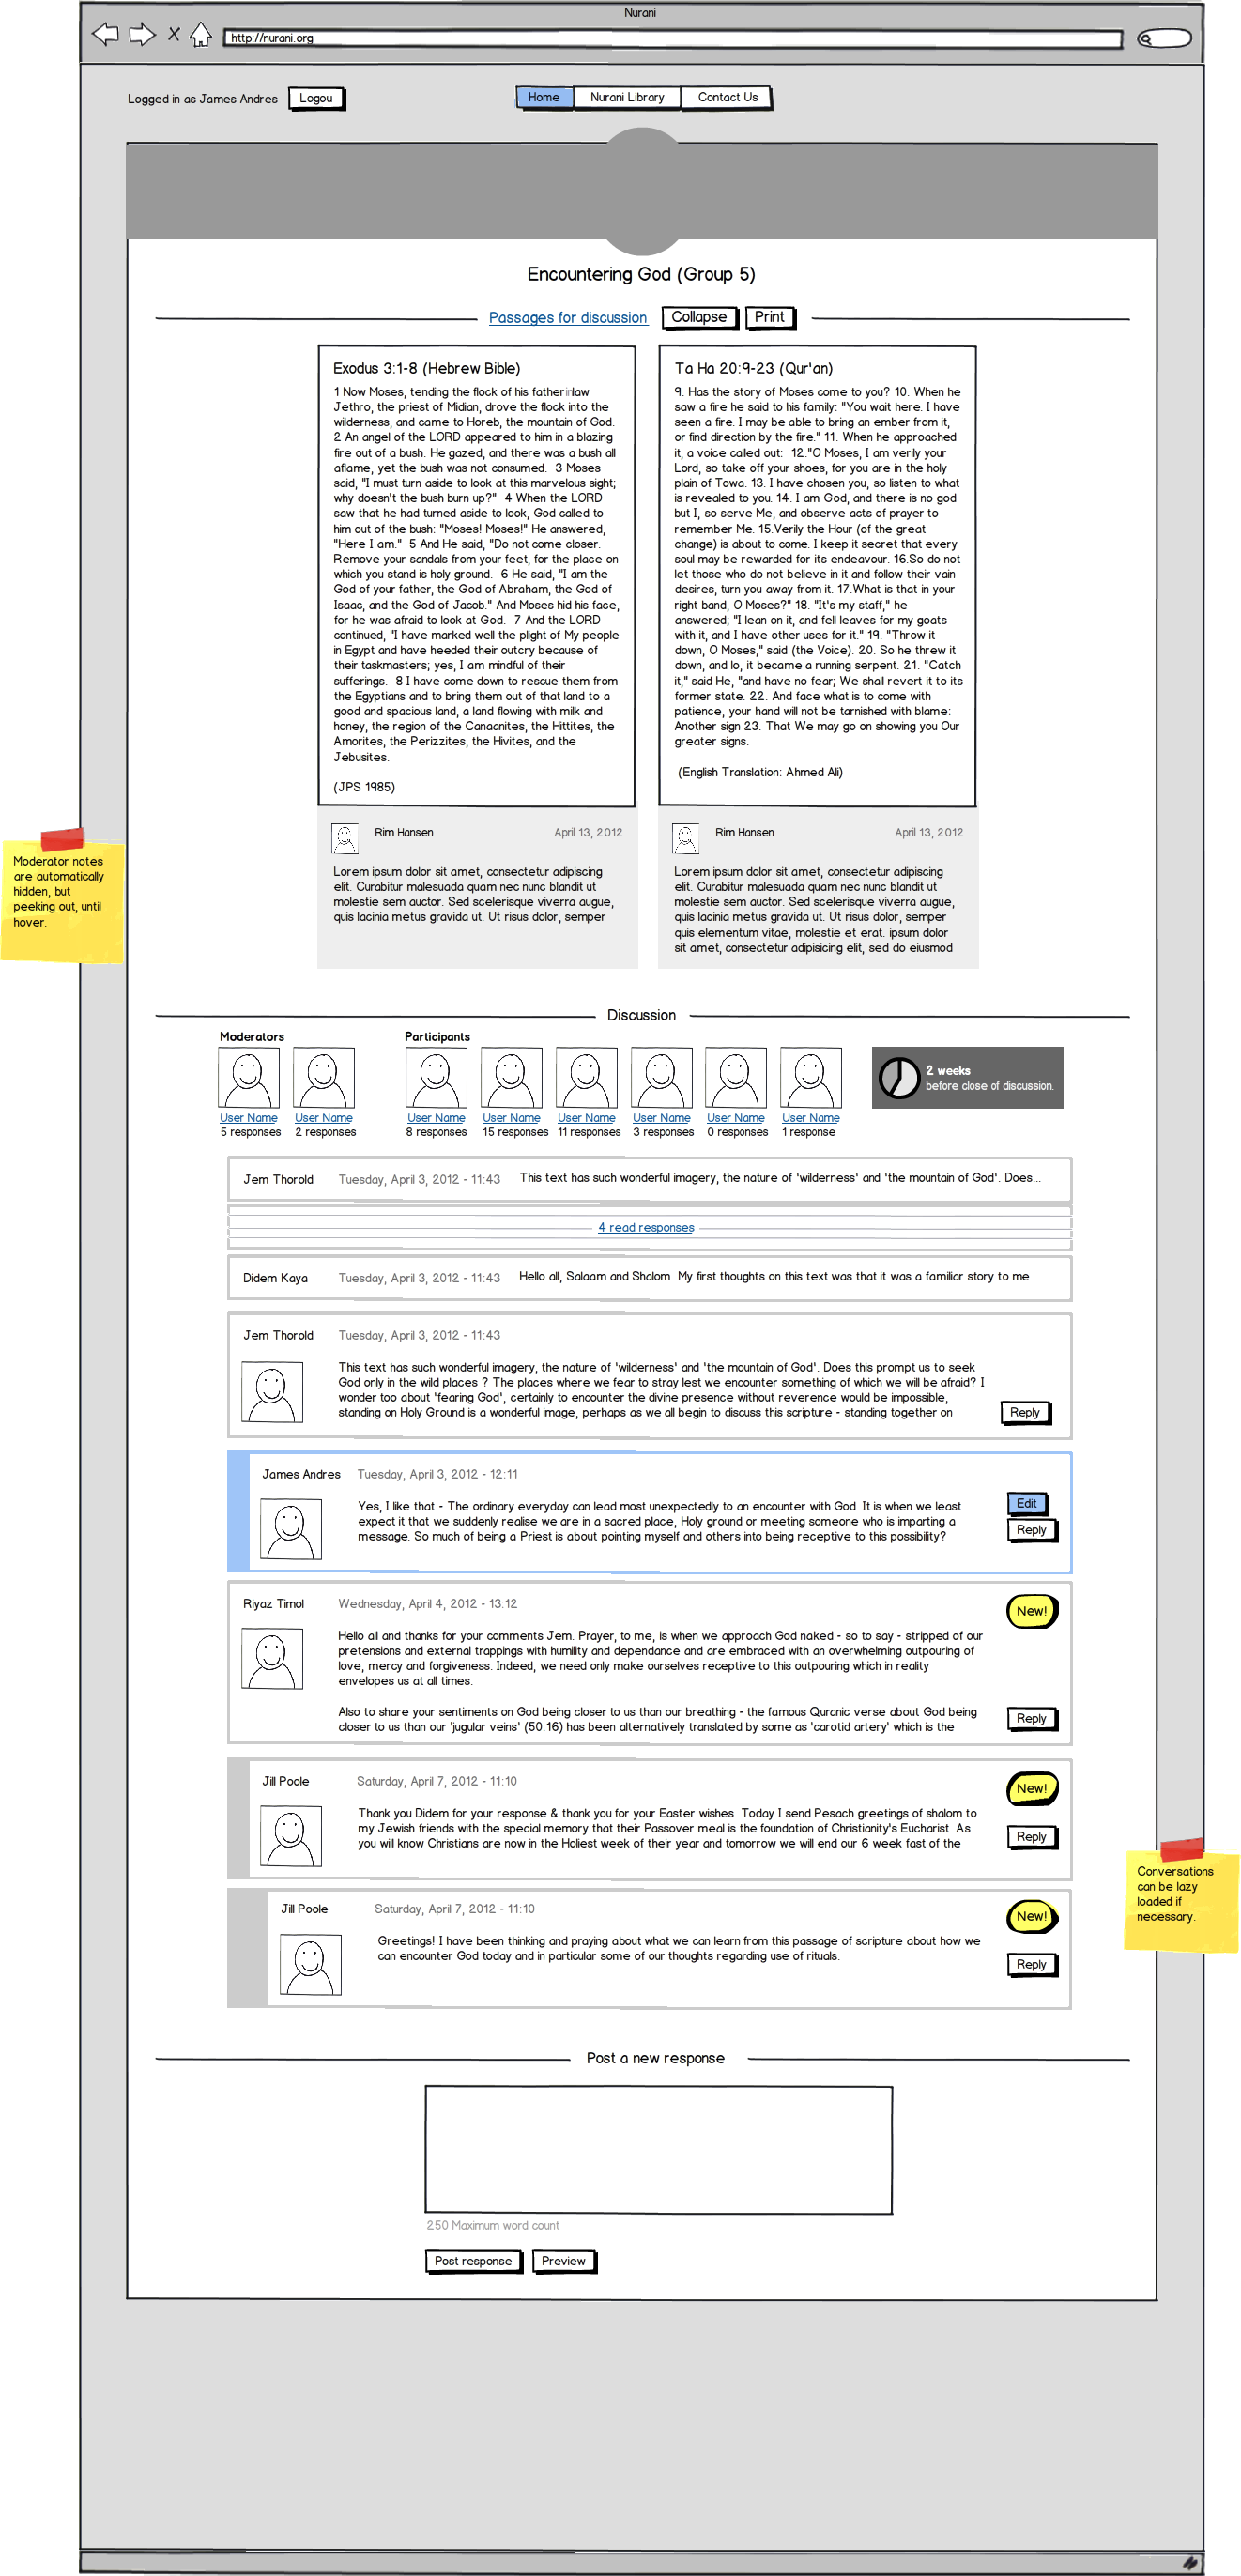 Nurani
http://nurani.org
Logged in as James Andres
Logou
Home
Nurani Library
Contact Us
Encountering God (Group 5)
Passages for discussion
Collapse
Print
Exodus 3:1-8 (Hebrew Bible)
1 Now Moses, tending the flock of his father in law
Jethro, the priest of Midian, drove the flock into the
wilderness, and came to Horeb, the mountain of God.
2 An angel of the LORD appeared to him in a blazing
fire out of a bush. He gazed, and there was a bush all
aflame, yet the bush was not consumed.  3 Moses
said, "I must turn aside to look at this marvelous sight;
why doesn't the bush burn up?"  4 When the LORD
saw that he had turned aside to look, God called to
him out of the bush: "Moses! Moses!" He answered,
"Here I am."  5 And He said, "Do not come closer.
Remove your sandals from your feet, for the place on
which you stand is holy ground.  6 He said, "I am the
God of your father, the God of Abraham, the God of
Isaac, and the God of Jacob." And Moses hid his face,
for he was afraid to look at God.  7 And the LORD
continued, "I have marked well the plight of My people
in Egypt and have heeded their outcry because of
their taskmasters; yes, I am mindful of their
sufferings.  8 I have come down to rescue them from
the Egyptians and to bring them out of that land to a
good and spacious land, a land flowing with milk and
honey, the region of the Canaanites, the Hittites, the
Amorites, the Perizzites, the Hivites, and the
Jebusites.
(JPS 1985)
Ta Ha 20:9-23 (Qur'an)
9. Has the story of Moses come to you? 10. When he
saw a fire he said to his family: "You wait here. I have
seen a fire. I may be able to bring an ember from it,
or find direction by the fire." 11. When he approached
it, a voice called out:  12."O Moses, I am verily your
Lord, so take off your shoes, for you are in the holy
plain of Towa. 13. I have chosen you, so listen to what
is revealed to you. 14. I am God, and there is no god
but I, so serve Me, and observe acts of prayer to
remember Me. 15.Verily the Hour (of the great
change) is about to come. I keep it secret that every
soul may be rewarded for its endeavour. 16.So do not
let those who do not believe in it and follow their vain
desires, turn you away from it. 17.What is that in your
right band, O Moses?" 18. "It's my staff," he
answered; "I lean on it, and fell leaves for my goats
with it, and I have other uses for it." 19. "Throw it
down, O Moses," said (the Voice). 20. So he threw it
down, and lo, it became a running serpent. 21. "Catch
it," said He, "and have no fear; We shall revert it to its
former state. 22. And face what is to come with
patience, your hand will not be tarnished with blame:
Another sign 23. That We may go on showing you Our
greater signs.
(English Translation: Ahmed Ali)
Rim Hansen April 13, 2012
Lorem ipsum dolor sit amet, consectetur adipiscing
elit. Curabitur malesuada quam nec nunc blandit ut
molestie sem auctor. Sed scelerisque viverra augue,
quis lacinia metus gravida ut. Ut risus dolor, semper
Rim Hansen April 13, 2012
Lorem ipsum dolor sit amet, consectetur adipiscing
elit. Curabitur malesuada quam nec nunc blandit ut
molestie sem auctor. Sed scelerisque viverra augue,
quis lacinia metus gravida ut. Ut risus dolor, semper
quis elementum vitae, molestie et erat. ipsum dolor
sit amet, consectetur adipisicing elit, sed do eiusmod
Moderator notes
are automatically
hidden, but
peeking out, until
hover.
Discussion
Moderators
User Name
5 responses
User Name
2 responses
Participants
User Name
8 responses
User Name
15 responses
User Name
11 responses
User Name
3 responses
User Name
0 responses
User Name
1 response
2 weeks
before close of discussion.
Jem Thorold Tuesday, April 3, 2012 - 11:43 This text has such wonderful imagery, the nature of 'wilderness' and 'the mountain of God'. Does...
4 read responses
Didem Kaya Tuesday, April 3, 2012 - 11:43 Hello all, Salaam and Shalom  My first thoughts on this text was that it was a familiar story to me ...
Jem Thorold Tuesday, April 3, 2012 - 11:43
This text has such wonderful imagery, the nature of 'wilderness' and 'the mountain of God'. Does this prompt us to seek
God only in the wild places ? The places where we fear to stray lest we encounter something of which we will be afraid? I
wonder too about 'fearing God', certainly to encounter the divine presence without reverence would be impossible,
standing on Holy Ground is a wonderful image, perhaps as we all begin to discuss this scripture - standing together on
Reply
James Andres Tuesday, April 3, 2012 - 12:11
Yes, I like that - The ordinary everyday can lead most unexpectedly to an encounter with God. It is when we least
expect it that we suddenly realise we are in a sacred place, Holy ground or meeting someone who is imparting a
message. So much of being a Priest is about pointing myself and others into being receptive to this possibility?
Edit
Reply
Riyaz Timol Wednesday, April 4, 2012 - 13:12
New!
Hello all and thanks for your comments Jem. Prayer, to me, is when we approach God naked - so to say - stripped of our
pretensions and external trappings with humility and dependance and are embraced with an overwhelming outpouring of
love, mercy and forgiveness. Indeed, we need only make ourselves receptive to this outpouring which in reality
envelopes us at all times.
Also to share your sentiments on God being closer to us than our breathing - the famous Quranic verse about God being
closer to us than our 'jugular veins' (50:16) has been alternatively translated by some as 'carotid artery' which is the
Reply
Jill Poole Saturday, April 7, 2012 - 11:10
New!
Thank you Didem for your response & thank you for your Easter wishes. Today I send Pesach greetings of shalom to
my Jewish friends with the special memory that their Passover meal is the foundation of Christianity's Eucharist. As
you will know Christians are now in the Holiest week of their year and tomorrow we will end our 6 week fast of the
Reply
Jill Poole Saturday, April 7, 2012 - 11:10
New!
Greetings! I have been thinking and praying about what we can learn from this passage of scripture about how we
can encounter God today and in particular some of our thoughts regarding use of rituals.
Reply
Conversations
can be lazy
loaded if
necessary.
Post a new response
250 Maximum word count
Post response
Preview